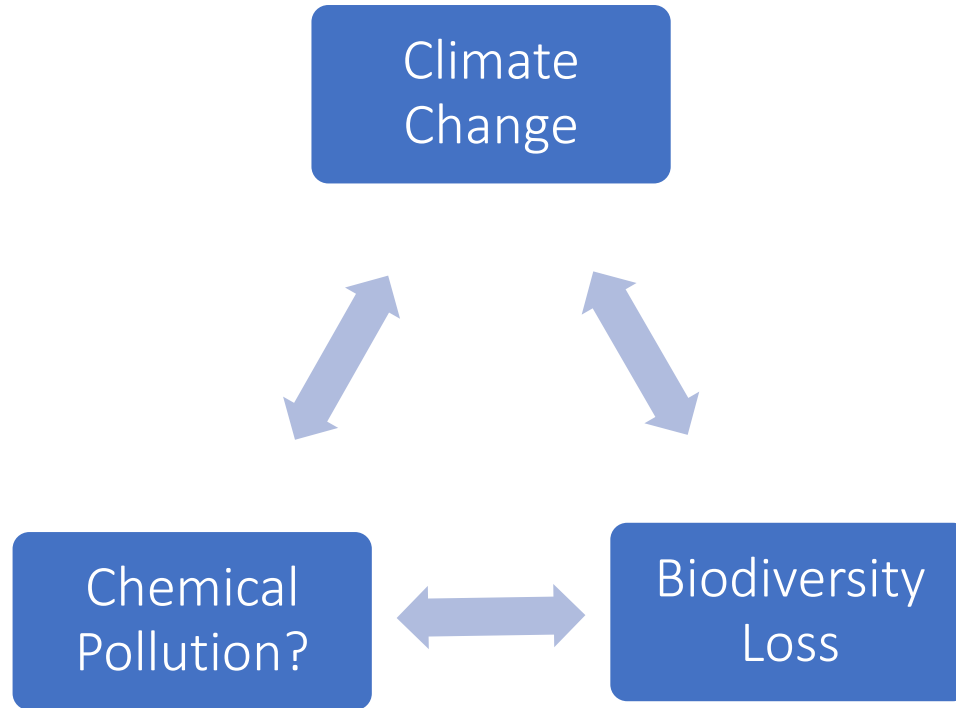 Climate
Change
Chemical
Pollution?
Biodiversity
Loss